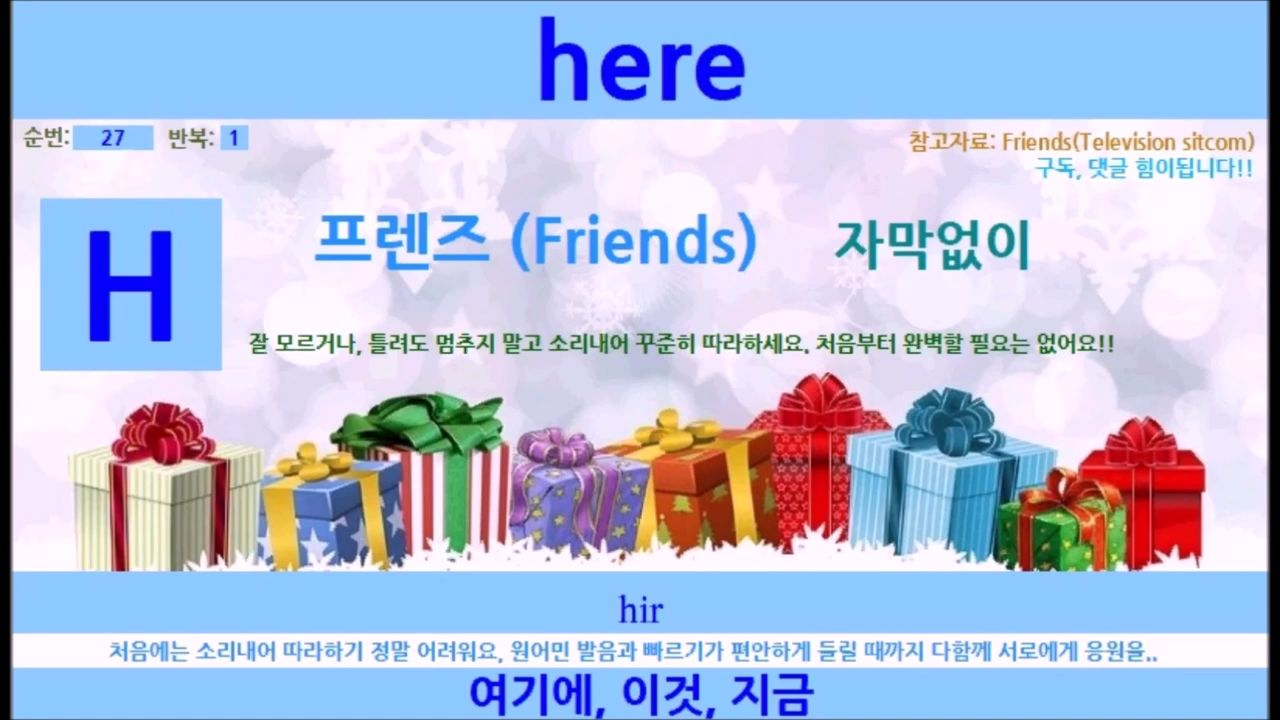 here
순번: 27 반복: 1
참고자료: Friends(Television sitcom)
구독, 댓글 힘이됩니다!!
H
프렌즈 (Friends) 자막없이
잘 모르거나, 틀려도 멈추지 말고 소리내어 꾸준히 따라하세요. 처음부터 완벽할 필요는 없어요!!
hir
처음에는 소리내어 따라하기 정말 어려워요, 원어민 발음과 빠르기가 편안하게 들릴 때까지 다함께 서로에게 응원을..
여기에, 이것, 지금